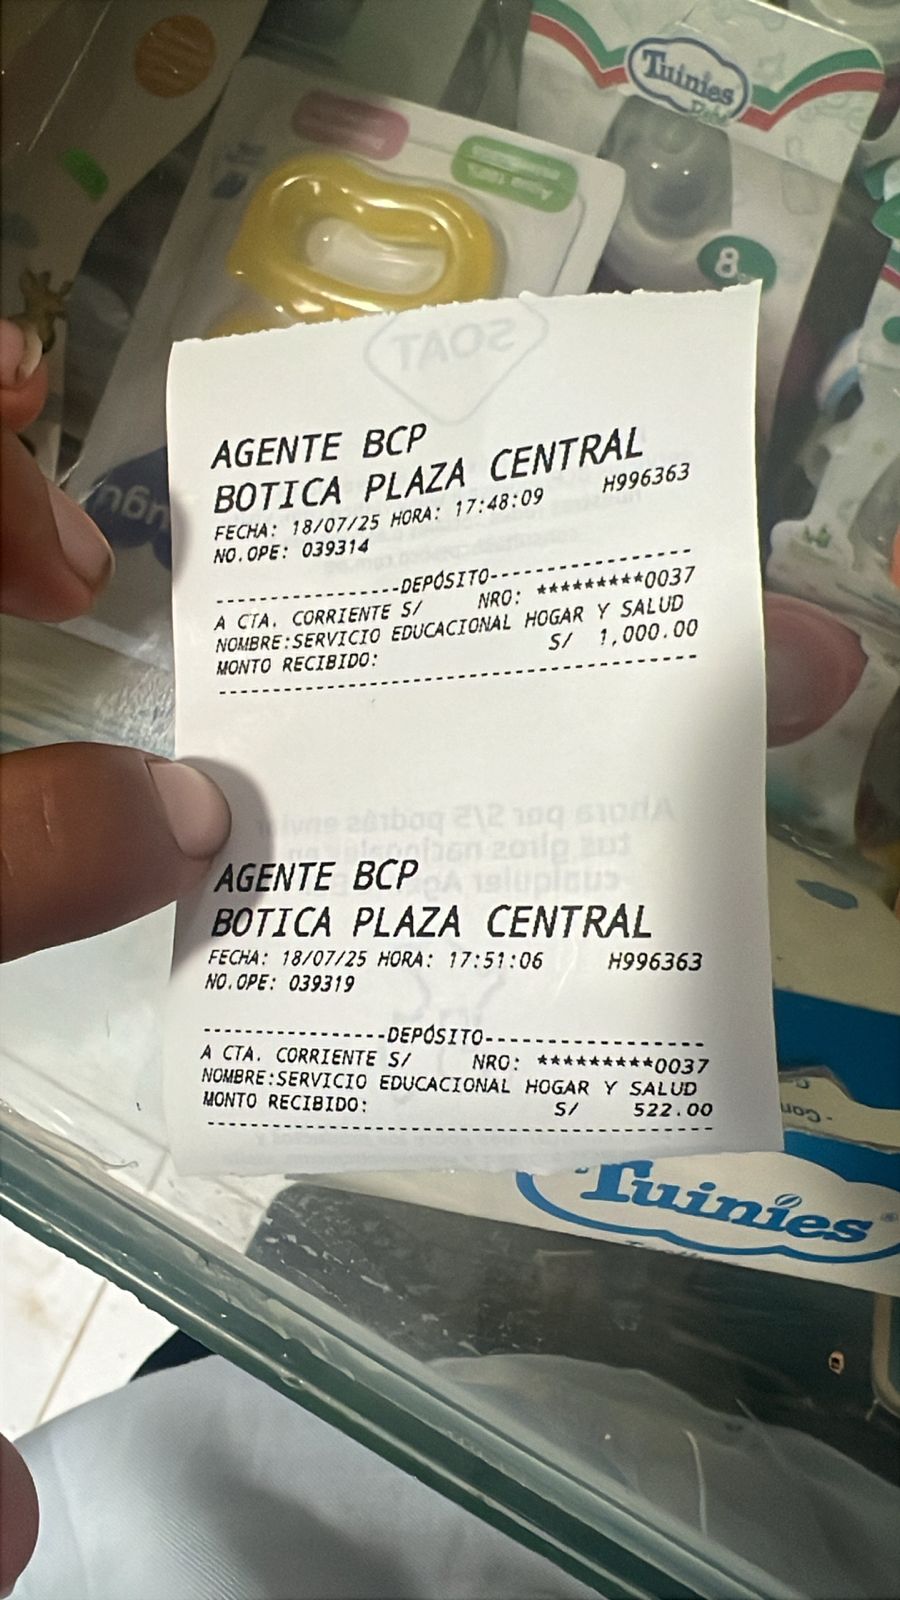 Tuinies
8
AGENTE BCP
BOTICA PLAZA CENTRAL
FECHA: 18/07/25 HORA: 17:48:09 H996363
NO.OPE: 039314
-----------------DEPÓSITO-----------------
A CTA. CORRIENTE S/ NRO: *********0037
NOMBRE:SERVICIO EDUCACIONAL HOGAR Y SALUD
MONTO RECIBIDO: S/ 1,000.00
AGENTE BCP
BOTICA PLAZA CENTRAL
FECHA: 18/07/25 HORA: 17:51:06 H996363
NO.OPE: 039319
-----------------DEPÓSITO-----------------
A CTA. CORRIENTE S/ NRO: *********0037
NOMBRE:SERVICIO EDUCACIONAL HOGAR Y SALUD
MONTO RECIBIDO: S/ 522.00
Tuinies